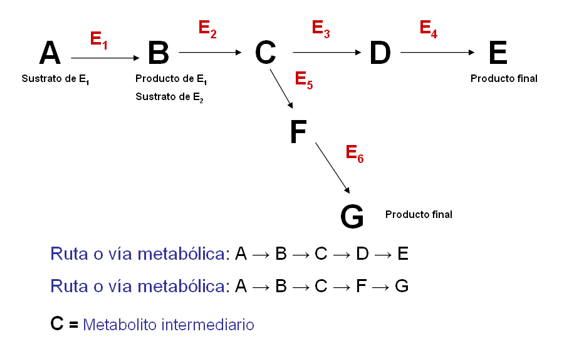 E1 E2 E3 E4
A B C D E
Sustrato de E1 Producto de E1 Producto final
Sustrato de E2
E5
F
E6
G Producto final
Ruta o vía metabólica: A → B → C → D → E
Ruta o vía metabólica: A → B → C → F → G
C = Metabolito intermediario